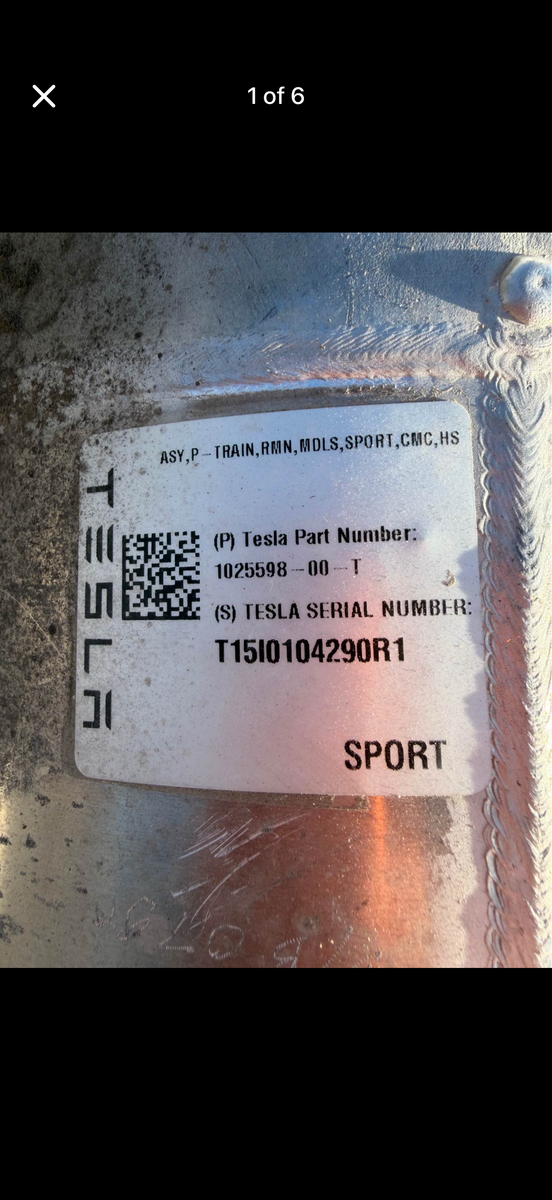 1 of 6
ASY,P-TRAIN,RMN,MDLS,SPORT,CMC,HS
TESLA
(P) Tesla Part Number:
1025598-00-T
(S) TESLA SERIAL NUMBER:
T15I0104290R1
SPORT